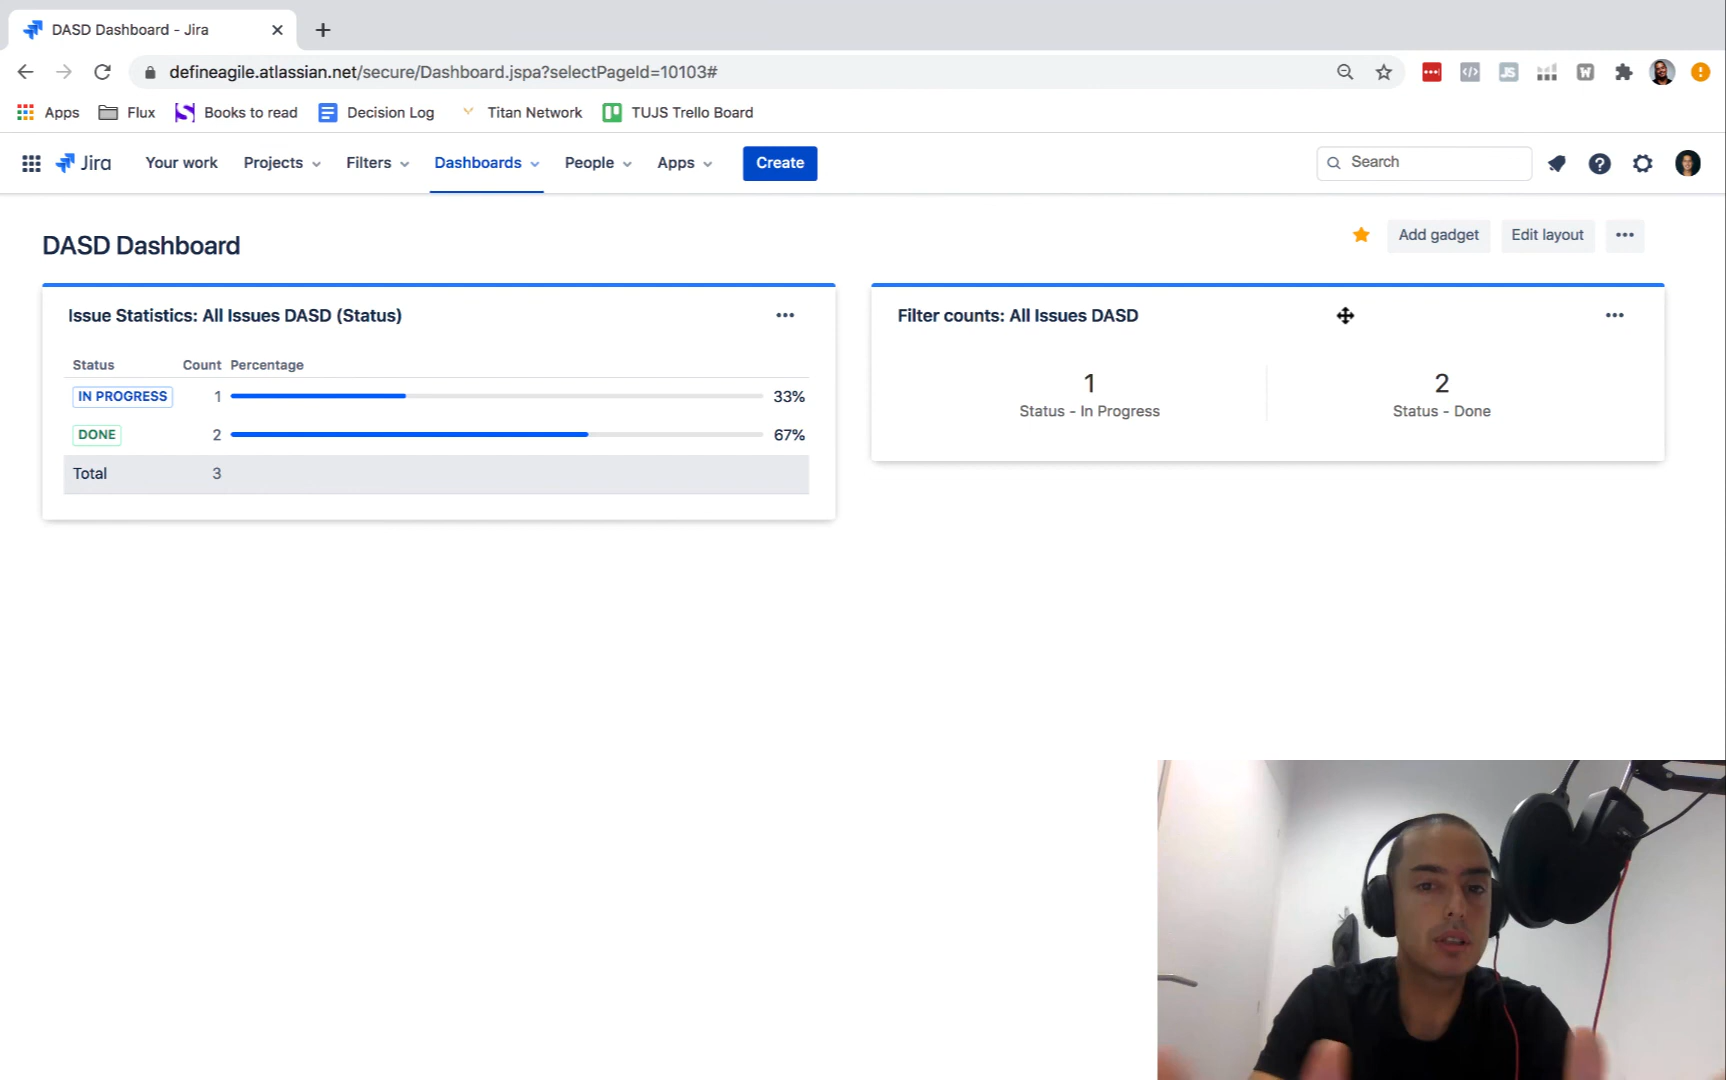 DASD Dashboard - Jira
defineagile.atlassian.net/secure/Dashboard.jspa?selectPageId=10103#
Apps Flux Books to read Decision Log Titan Network TUJS Trello Board
Jira Your work Projects Filters Dashboards People Apps Create Search
DASD Dashboard
Add gadget Edit layout
Issue Statistics: All Issues DASD (Status)
Status Count Percentage
IN PROGRESS 1 33%
DONE 2 67%
Total 3
Filter counts: All Issues DASD
1 2
Status - In Progress Status - Done